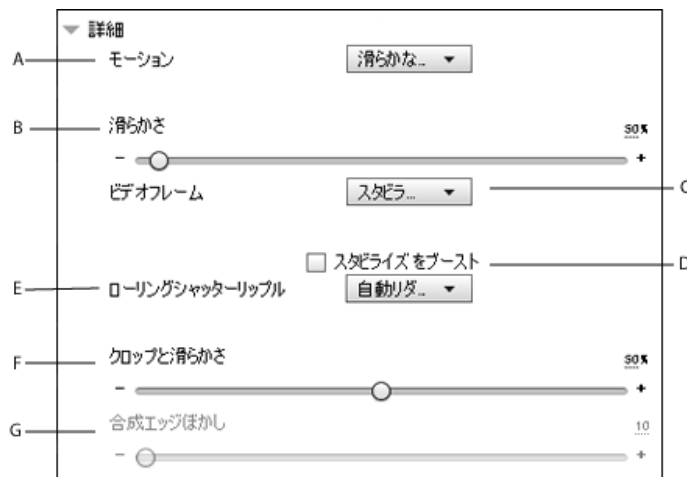 詳細
A モーション 滑らかな...
B 滑らかさ 50%
- +
ビデオフレーム スタビラ... C
スタビライズをブースト D
E ローリングシャッターリップル 自動リダ...
F クロップと滑らかさ 50%
- +
G 合成エッジぼかし 10
- +